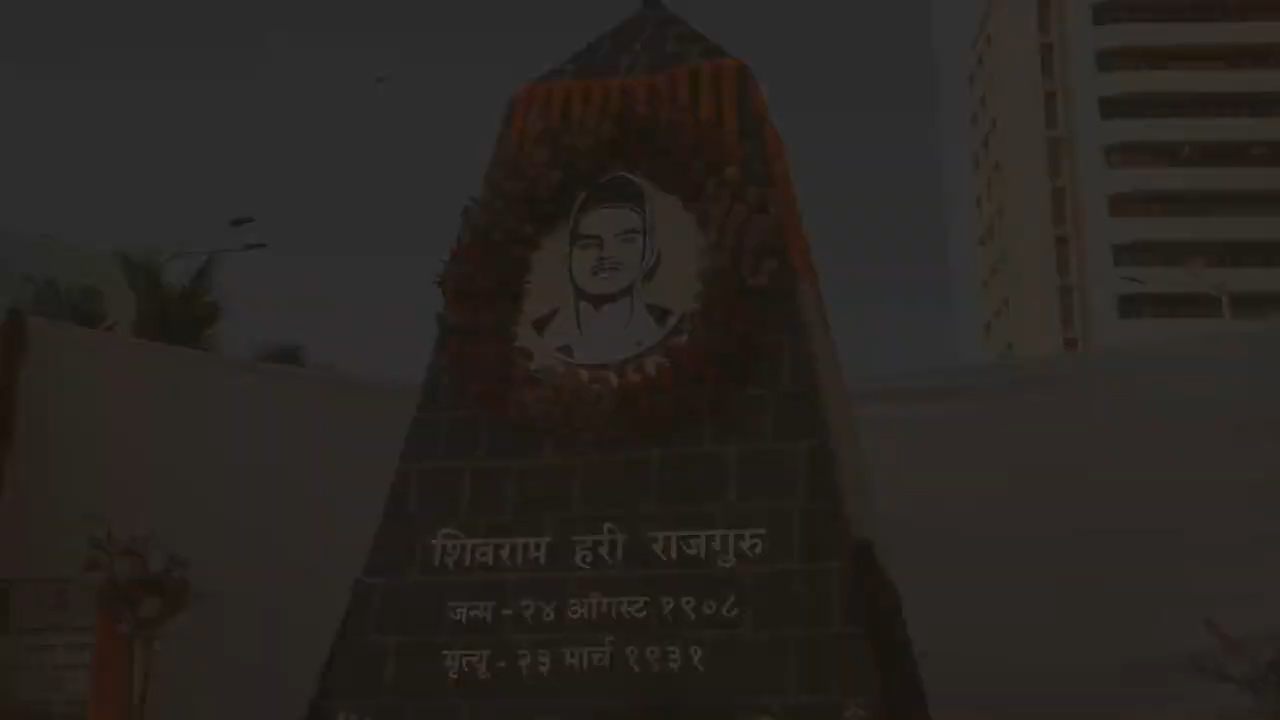 शिवराम हरी राजगुरु
जन्म - २४ ऑगस्ट १९०८
मृत्यू - २३ मार्च १९३१